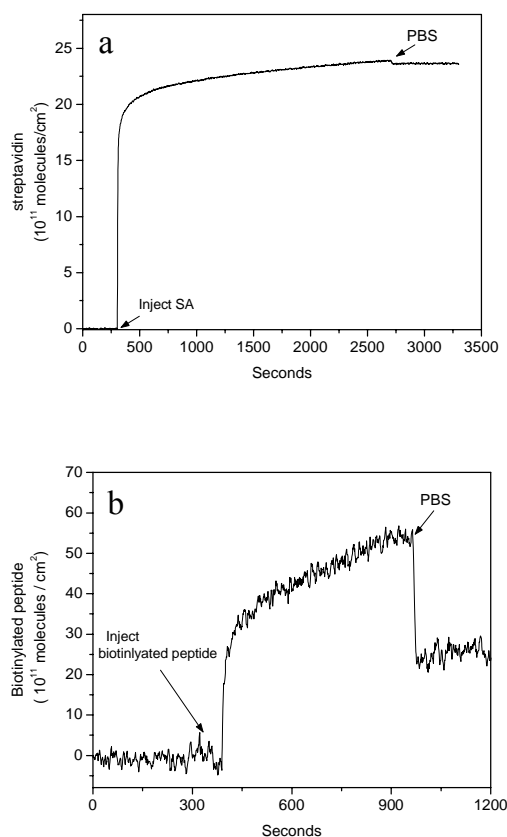 a
PBS
Inject SA
streptavidin
(10¹¹ molecules/cm²)
25
20
15
10
5
0
0 500 1000 1500 2000 2500 3000 3500
Seconds
b
PBS
Inject
biotinlyated peptide
Biotinylated peptide
( 10¹¹ molecules / cm²)
70
60
50
40
30
20
10
0
0 300 600 900 1200
Seconds